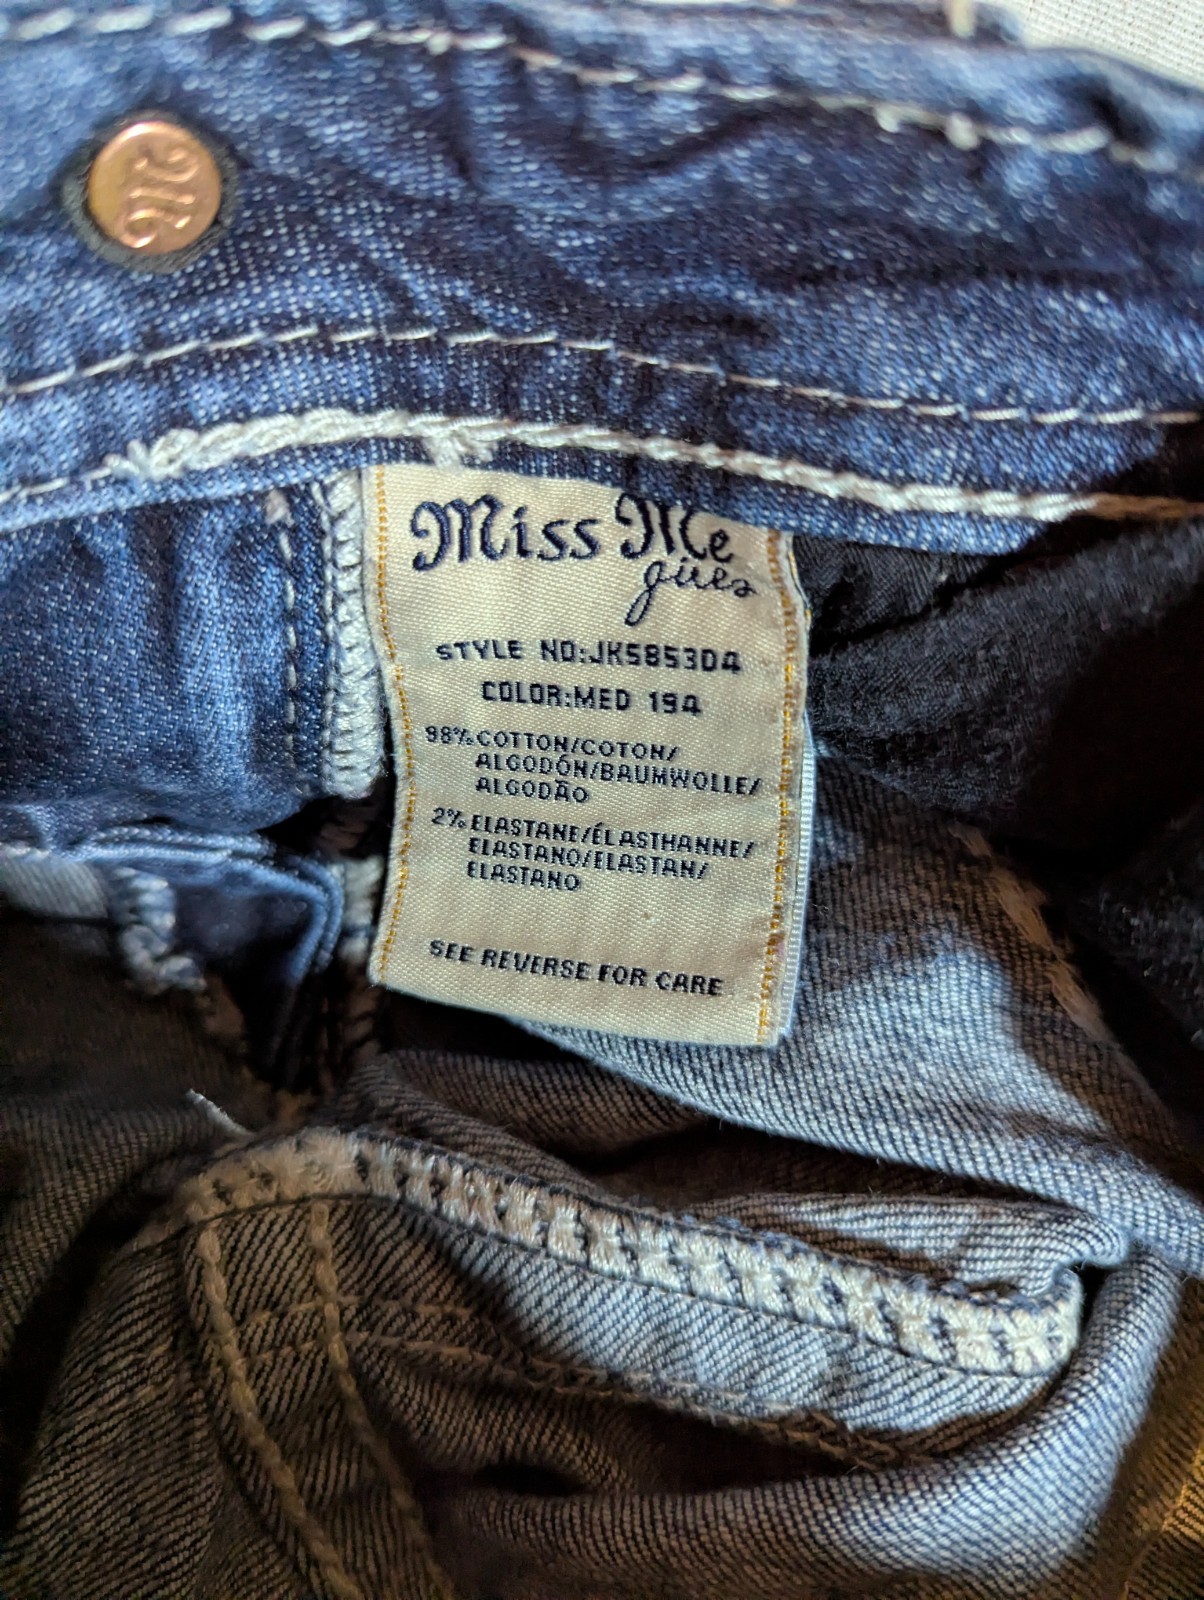 M
Miss Me
jules
STYLE NO:JK5853D4
COLOR:MED 194
98% COTTON/COTON/
ALGODÓN/BAUMWOLLE/
ALGODÃO
2% ELASTANE/ÉLASTHANNE/
ELASTANO/ELASTAN/
ELASTANO
SEE REVERSE FOR CARE